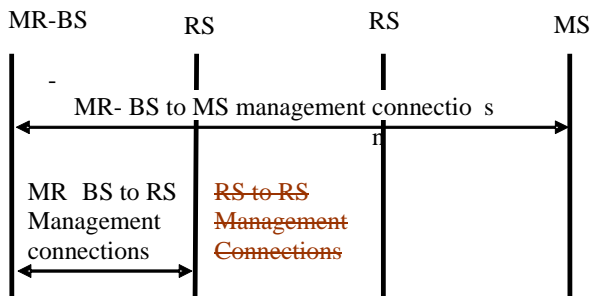 MR-BS RS RS MS
-
MR- BS to MS management connectio s
n
MR BS to RS
Management
connections
RS to RS
Management
Connections